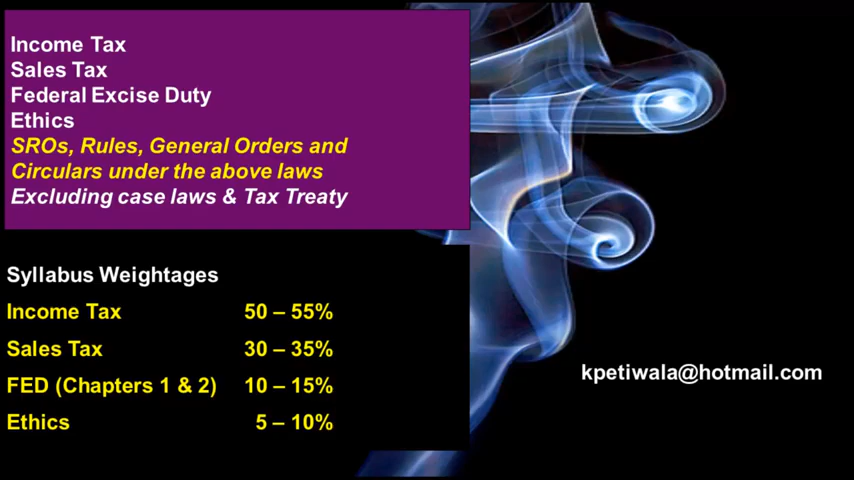 Income Tax
Sales Tax
Federal Excise Duty
Ethics
SROs, Rules, General Orders and
Circulars under the above laws
Excluding case laws & Tax Treaty
Syllabus Weightages
Income Tax 50 – 55%
Sales Tax 30 – 35%
FED (Chapters 1 & 2) 10 – 15%
Ethics 5 – 10%
kpetiwala@hotmail.com